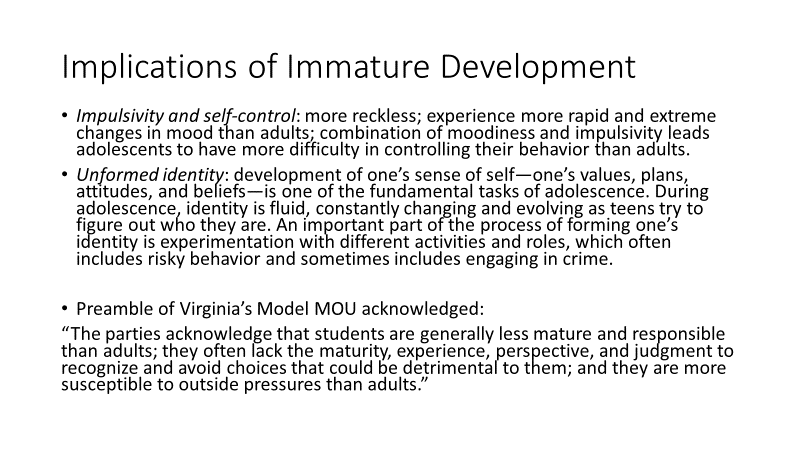 Implications of Immature Development
• Impulsivity and self-control: more reckless; experience more rapid and extreme
changes in mood than adults; combination of moodiness and impulsivity leads
adolescents to have more difficulty in controlling their behavior than adults.
• Unformed identity: development of one’s sense of self—one’s values, plans,
attitudes, and beliefs—is one of the fundamental tasks of adolescence. During
adolescence, identity is fluid, constantly changing and evolving as teens try to
figure out who they are. An important part of the process of forming one’s
identity is experimentation with different activities and roles, which often
includes risky behavior and sometimes includes engaging in crime.
• Preamble of Virginia’s Model MOU acknowledged:
“The parties acknowledge that students are generally less mature and responsible
than adults; they often lack the maturity, experience, perspective, and judgment to
recognize and avoid choices that could be detrimental to them; and they are more
susceptible to outside pressures than adults.”